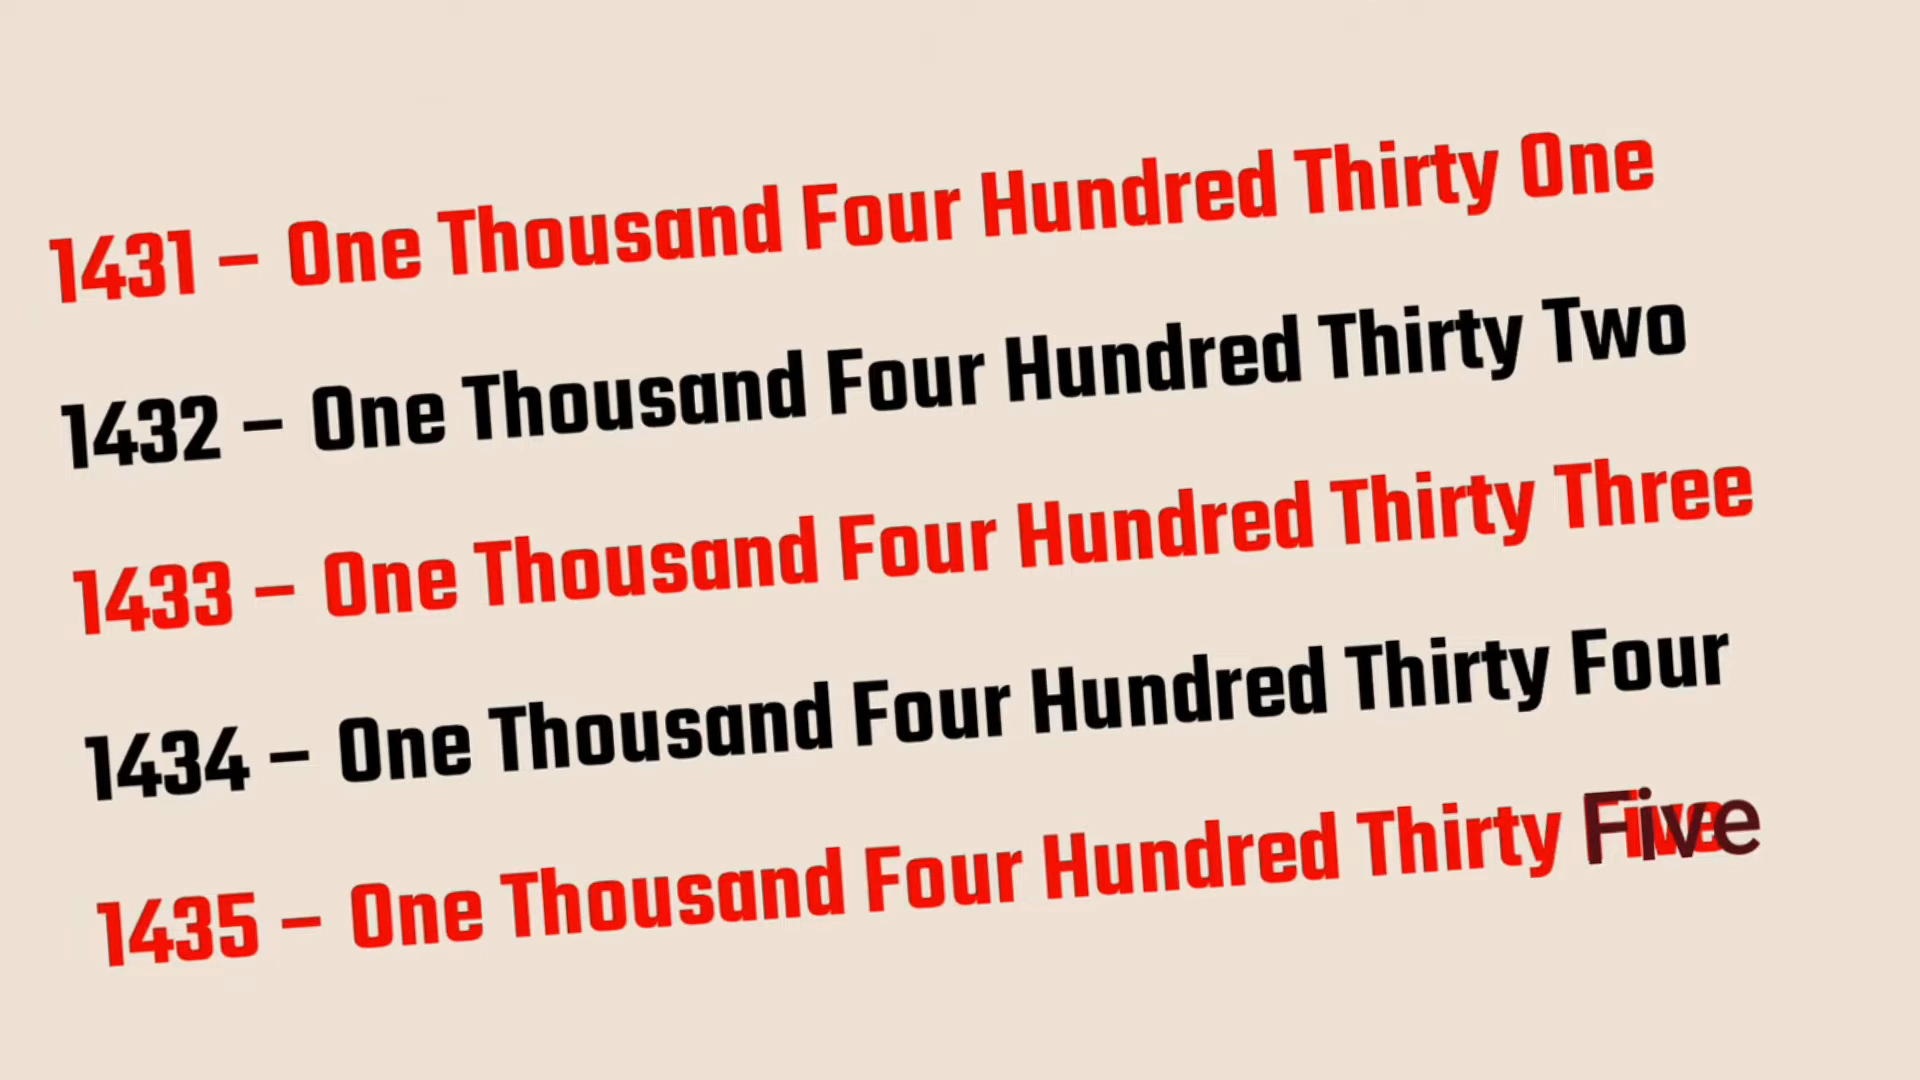 1431 – One Thousand Four Hundred Thirty One
1432 – One Thousand Four Hundred Thirty Two
1433 – One Thousand Four Hundred Thirty Three
1434 – One Thousand Four Hundred Thirty Four
1435 – One Thousand Four Hundred Thirty Five